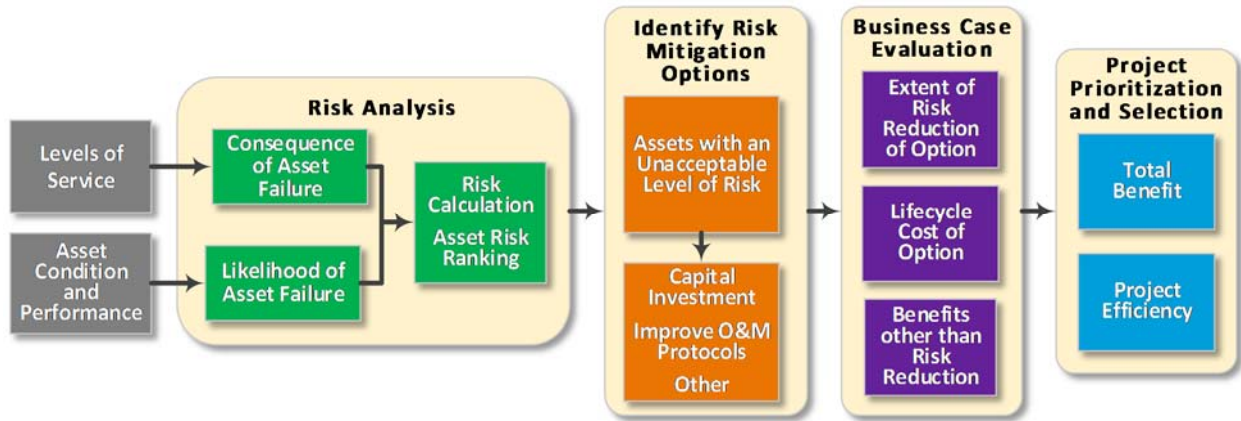 Levels of
Service
Asset
Condition
and
Performance
Risk Analysis
Consequence
of Asset
Failure
Likelihood of
Asset Failure
Risk
Calculation
Asset Risk
Ranking
Identify Risk
Mitigation
Options
Assets with an
Unacceptable
Level of Risk
Capital
Investment
Improve O&M
Protocols
Other
Business Case
Evaluation
Extent of
Risk
Reduction
of Option
Lifecycle
Cost of
Option
Benefits
other than
Risk
Reduction
Project
Prioritization
and Selection
Total
Benefit
Project
Efficiency